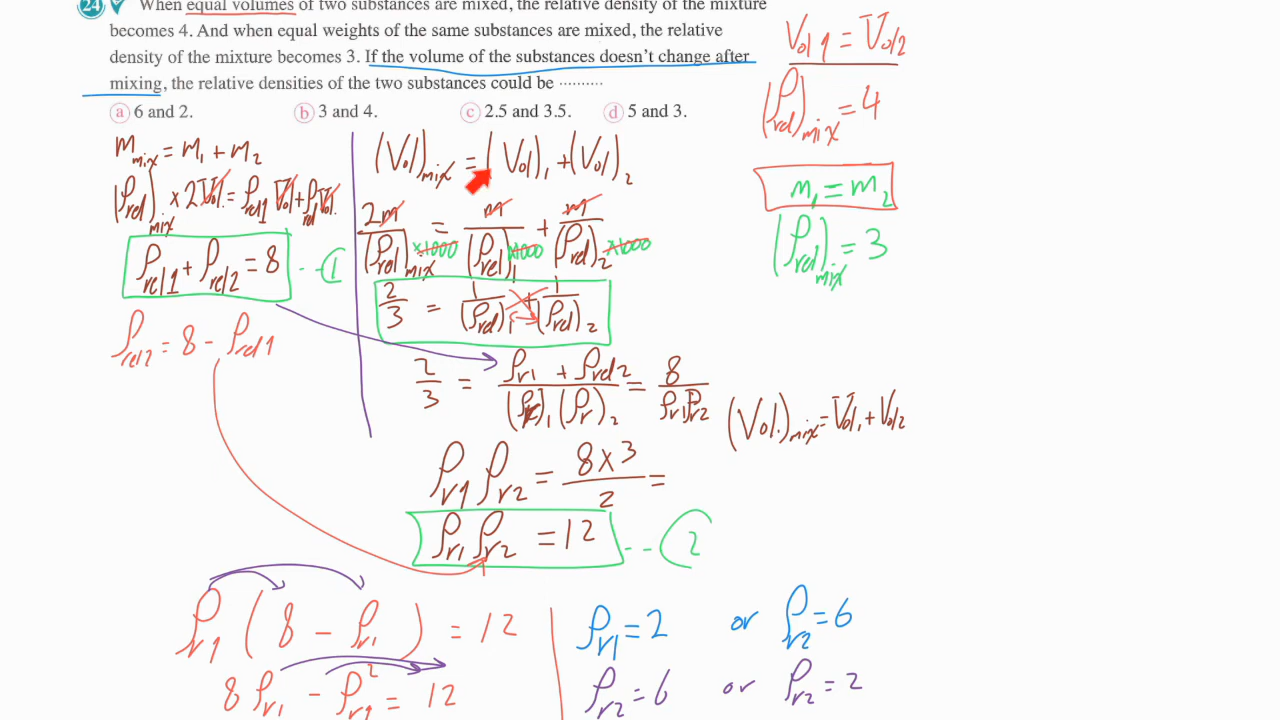 24 When equal volumes of two substances are mixed, the relative density of the mixture
becomes 4. And when equal weights of the same substances are mixed, the relative
density of the mixture becomes 3. If the volume of the substances doesn't change after
mixing, the relative densities of the two substances could be ..........
a 6 and 2. b 3 and 4. c 2.5 and 3.5. d 5 and 3.
Vol1 = Vol2
(ρrel)mix = 4
m1 = m2
(ρrel)mix = 3
m mix = m1 + m2
(ρrel)mix × 2Vol = ρrel1 Vol + ρrel Vol
ρrel1 + ρrel2 = 8 --(1
ρrel2 = 8 - ρrel1
(Vol)mix = (Vol)1 + (Vol)2
2m/(ρrel)mix ×1000 = m/(ρrel)1 ×1000 + m/(ρrel)2 ×1000
2/3 = 1/(ρrel)1 + 1/(ρrel)2
2/3 = ρr1 + ρrel2/(ρr)1 (ρr)2 = 8/ρr1 ρr2
(Vol.)mix = Vol1 + Vol2
ρr1 ρr2 = 8×3/2 =
ρr1 ρr2 = 12 --(2
ρr1 (8 - ρr1) = 12
8ρr1 - ρr1² = 12
ρr1 = 2 or ρr2 = 6
ρr2 = 6 or ρr2 = 2